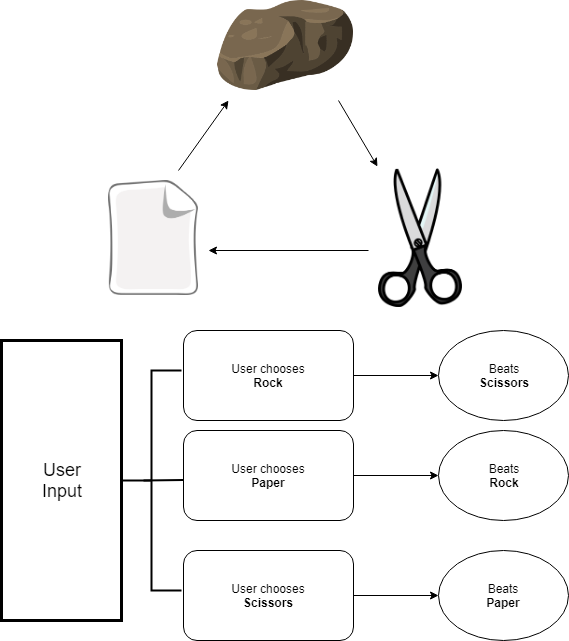 User chooses
Rock
Beats
Scissors
User
Input
User chooses
Paper
Beats
Rock
User chooses
Scissors
Beats
Paper